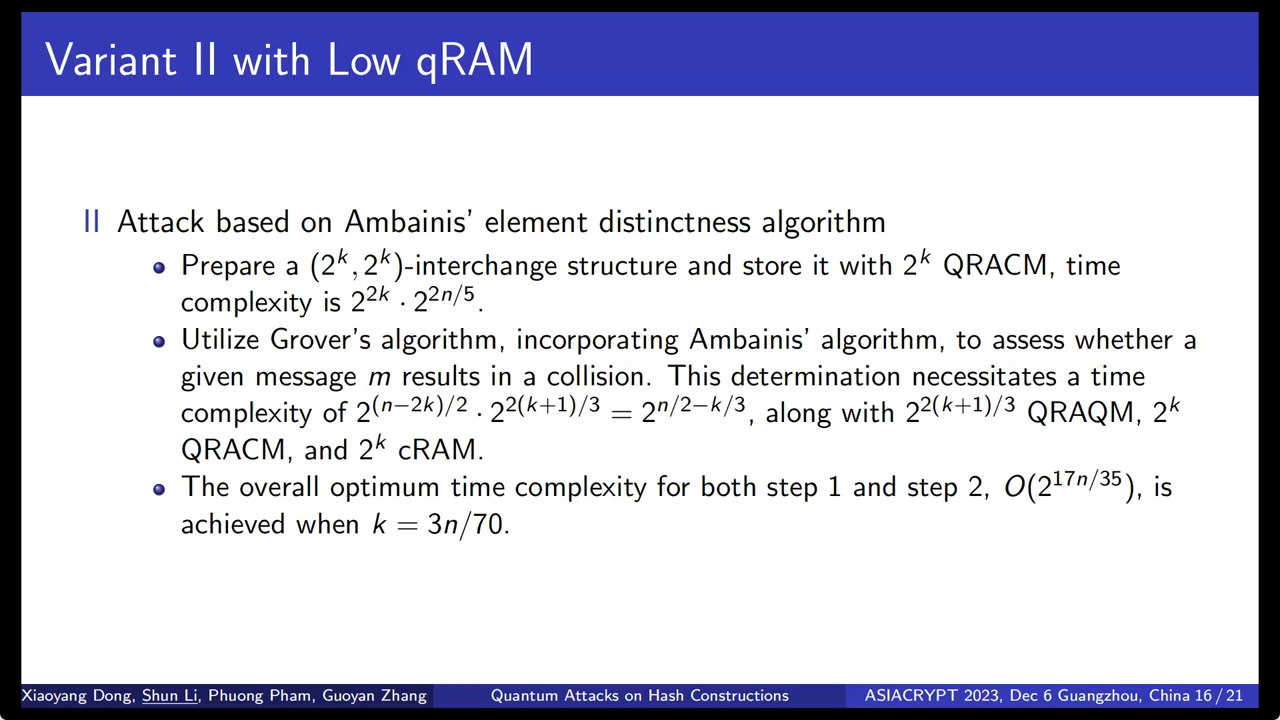 Variant II with Low qRAM
II Attack based on Ambainis' element distinctness algorithm
Prepare a (2^k, 2^k)-interchange structure and store it with 2^k QRACM, time
complexity is 2^{2k} · 2^{2n/5}.
Utilize Grover's algorithm, incorporating Ambainis' algorithm, to assess whether a
given message m results in a collision. This determination necessitates a time
complexity of 2^{(n−2k)/2} · 2^{2(k+1)/3} = 2^{n/2−k/3}, along with 2^{2(k+1)/3} QRAQM, 2^k
QRACM, and 2^k cRAM.
The overall optimum time complexity for both step 1 and step 2, O(2^{17n/35}), is
achieved when k = 3n/70.
Xiaoyang Dong, Shun Li, Phuong Pham, Guoyan Zhang Quantum Attacks on Hash Constructions ASIACRYPT 2023, Dec 6 Guangzhou, China 16 / 21